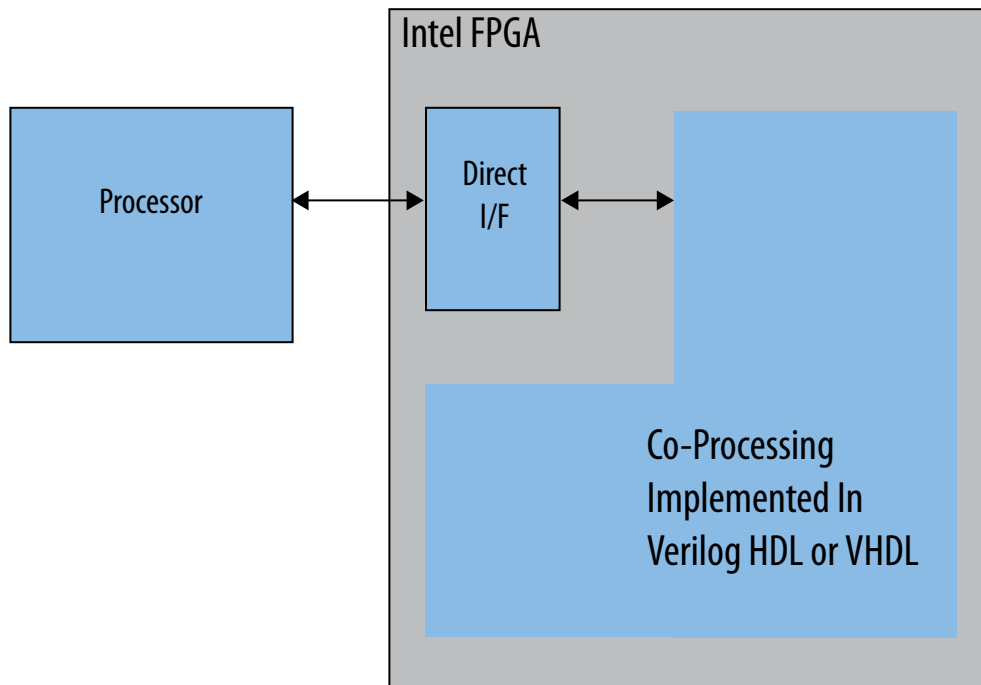 Intel FPGA
Processor
Direct
I/F
Co-Processing
Implemented In
Verilog HDL or VHDL